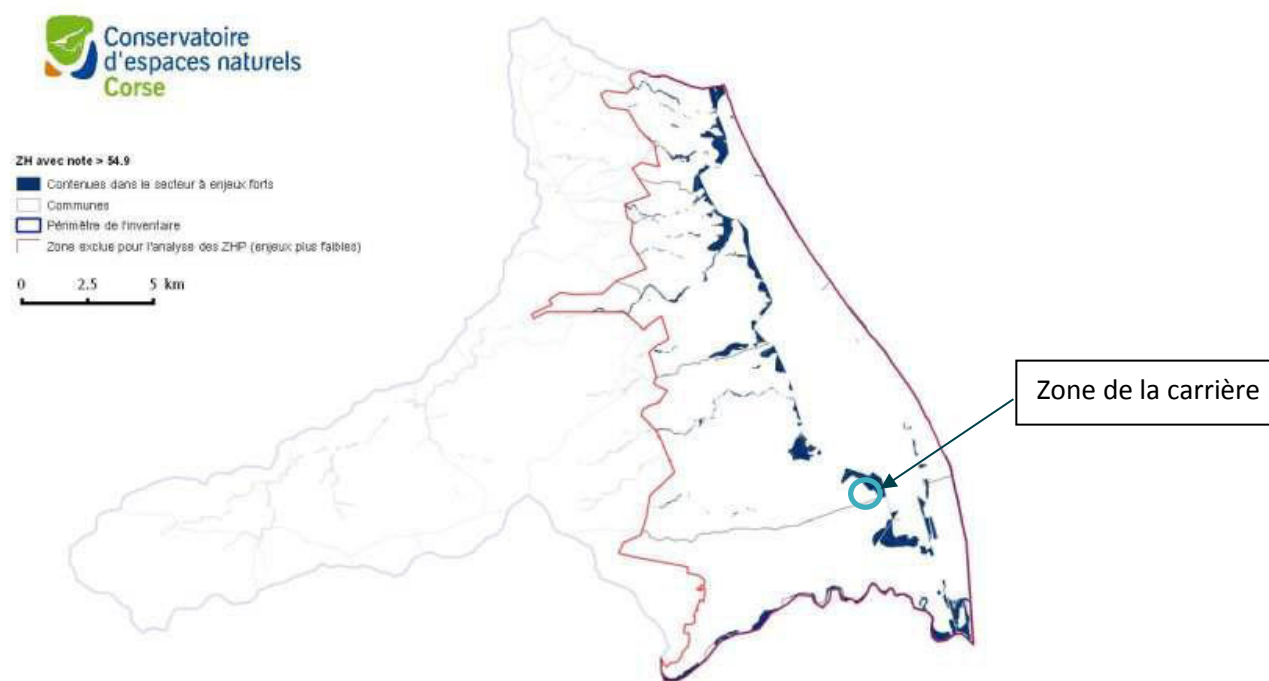 Conservatoire
d'espaces naturels
Corse
ZH avec note > 54.9
Contenues dans le secteur à enjeux forts
Communes
Périmètre de l'inventaire
Zone exclue pour l'analyse des ZHP (enjeux plus faibles)
0 2.5 5 km
Zone de la carrière